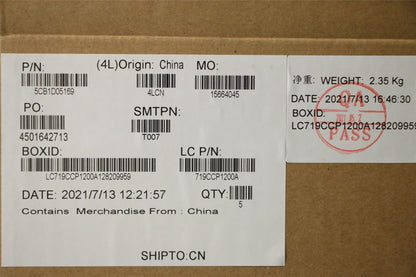 P/N:
(4L)Origin: China
MO:
5CB1D05169
4LCN
15664045
PO:
SMTPN:
4501642713
T007
BOXID:
LC P/N:
LC719CCP1200A128209959
719CCP1200A
DATE: 2021/7/13 12:21:57
QTY:
5
Contains Merchandise From : China
SHIPTO:CN
净重: WEIGHT: 2.35 Kg
DATE: 2021/7/13 16:46:30
BOXID:
LC719CCP1200A128209959
QA
PASS